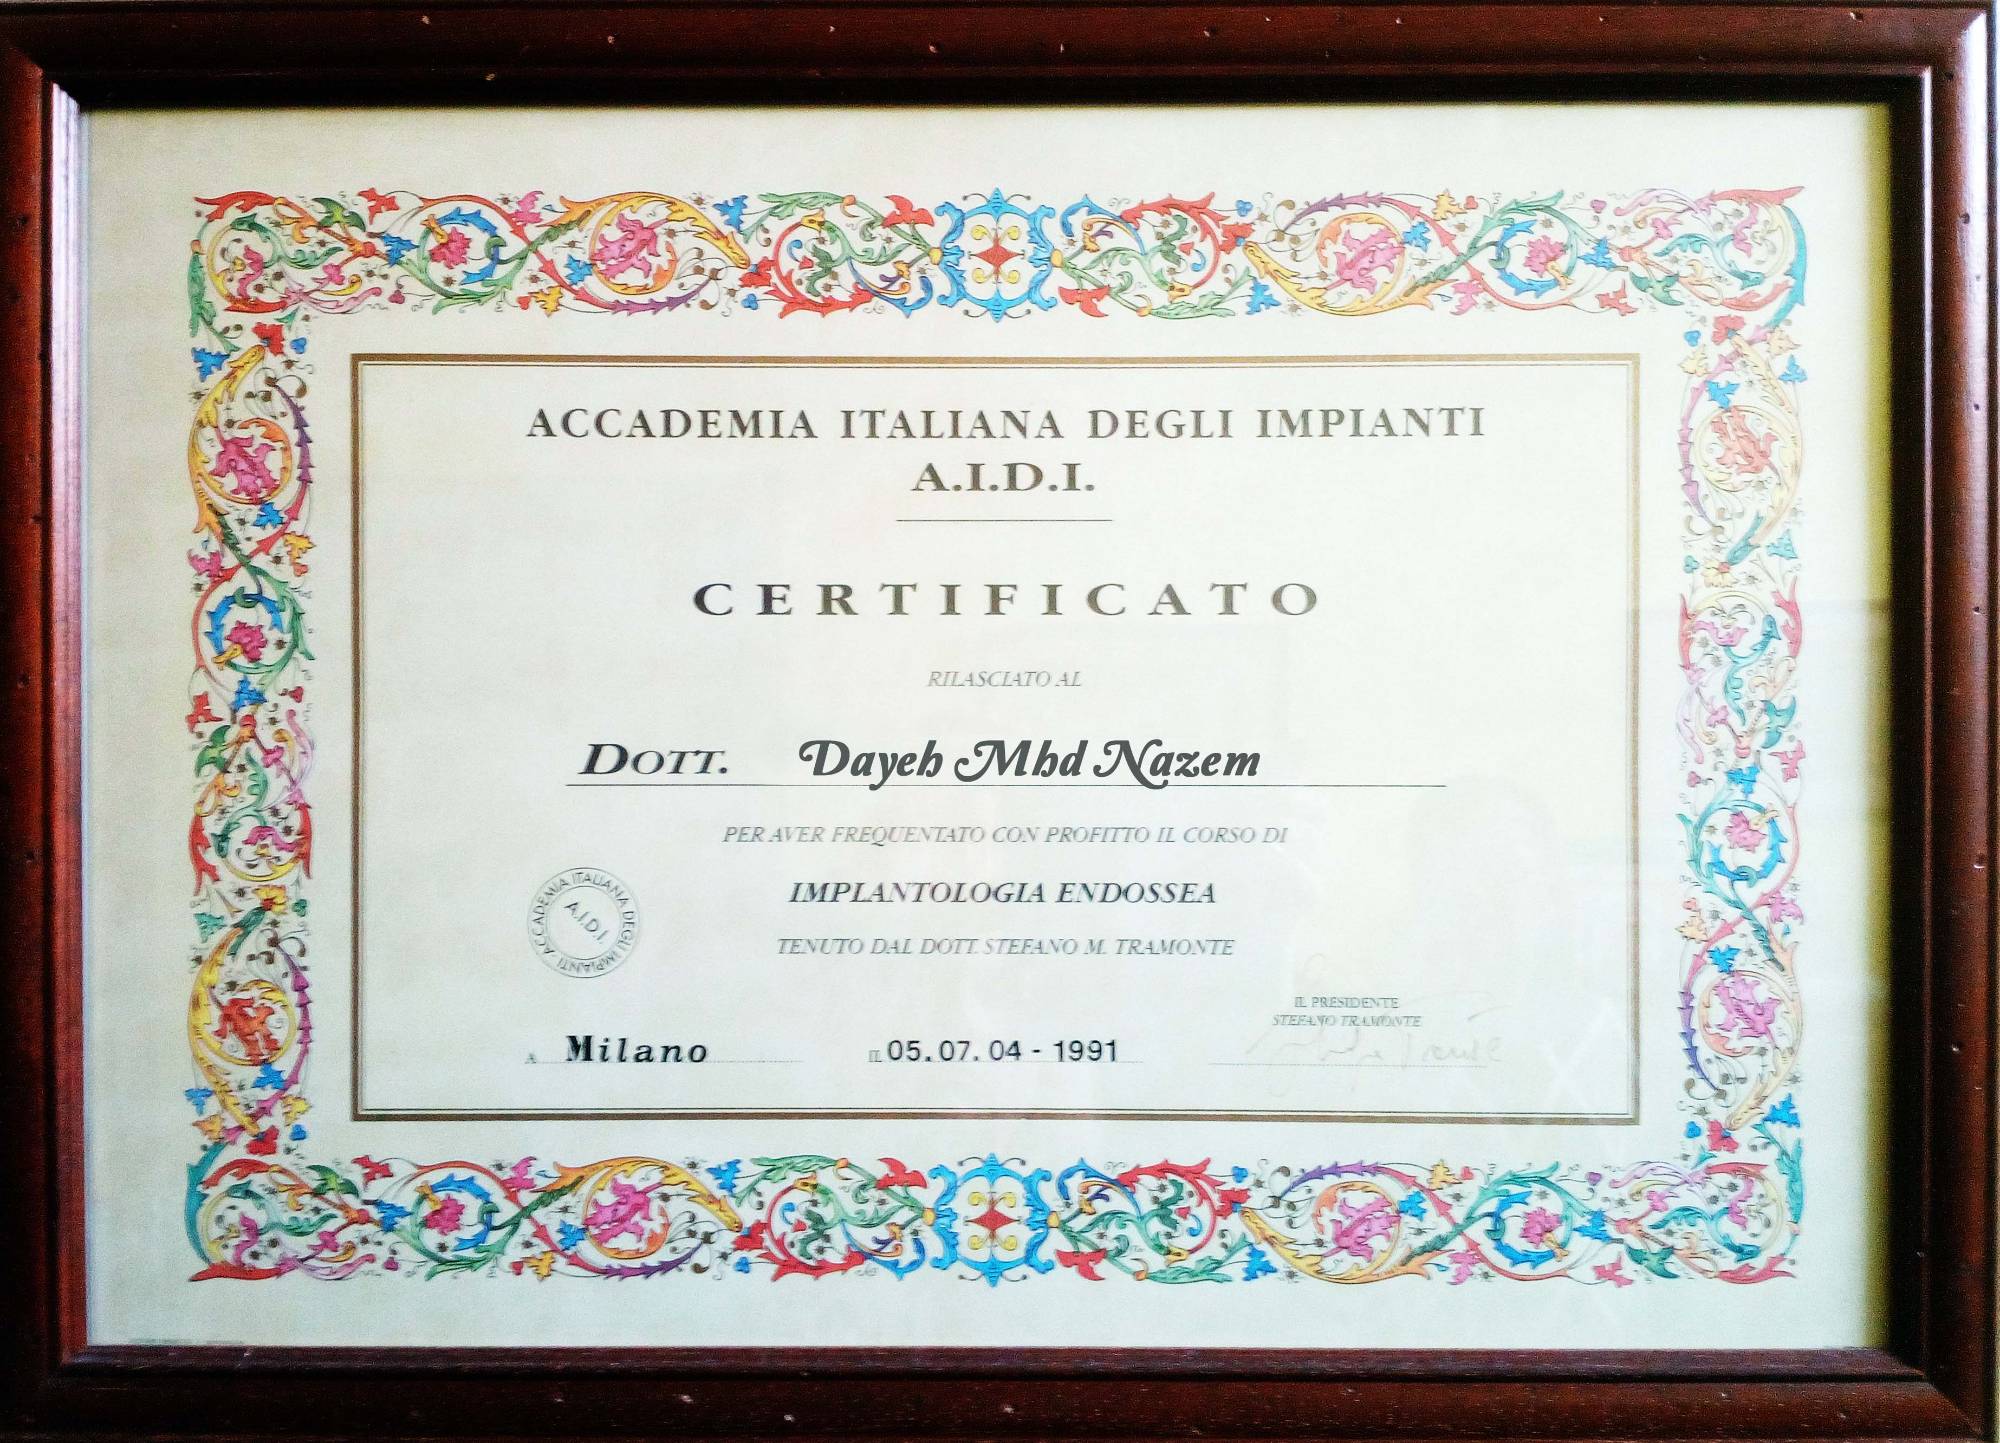 ACCADEMIA ITALIANA DEGLI IMPIANTI
A.I.D.I.
CERTIFICATO
RILASCIATO AL
DOTT. Dayeh Mhd Nazem
PER AVER FREQUENTATO CON PROFITTO IL CORSO DI
IMPLANTOLOGIA ENDOSSEA
TENUTO DAL DOTT. STEFANO M. TRAMONTE
ACCADEMIA ITALIANA DEGLI IMPIANTI
A.I.D.I.
IL PRESIDENTE
STEFANO TRAMONTE
A Milano IL 05.07.04 - 1991